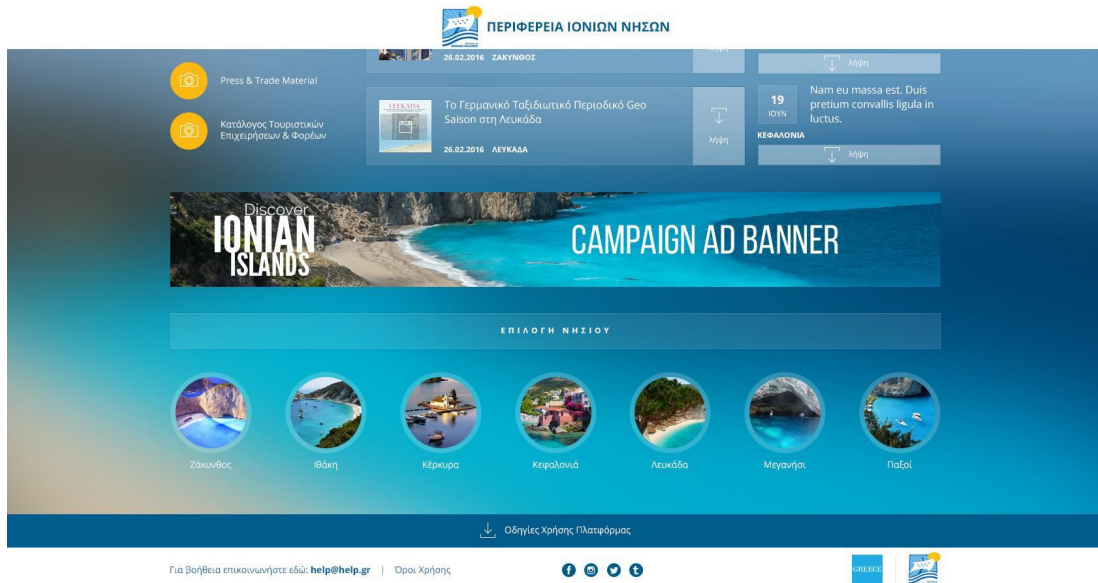 ΠΕΡΙΦΕΡΕΙΑ ΙΟΝΙΩΝ ΝΗΣΩΝ
26.02.2016 ΖΑΚΥΝΘΟΣ
λήψη
Press & Trade Material
Κατάλογος Τουριστικών
Επιχειρήσεων & Φορέων
ΛΕΥΚΑΔΑ
Το Γερμανικό Ταξιδιωτικό Περιοδικό Geo
Saison στη Λευκάδα
26.02.2016 ΛΕΥΚΑΔΑ
λήψη
19
ΙΟΥΝ
Nam eu massa est. Duis
pretium convallis ligula in
luctus.
ΚΕΦΑΛΟΝΙΑ
λήψη
Discover
IONIAN
ISLANDS
CAMPAIGN AD BANNER
ΕΠΙΛΟΓΗ ΝΗΣΙΟΥ
Ζάκυνθος
Ιθάκη
Κέρκυρα
Κεφαλονιά
Λευκάδα
Μεγανήσι
Παξοί
Οδηγίες Χρήσης Πλατφόρμας
Για βοήθεια επικοινωνήστε εδώ: help@help.gr | Όροι Χρήσης
GREECE